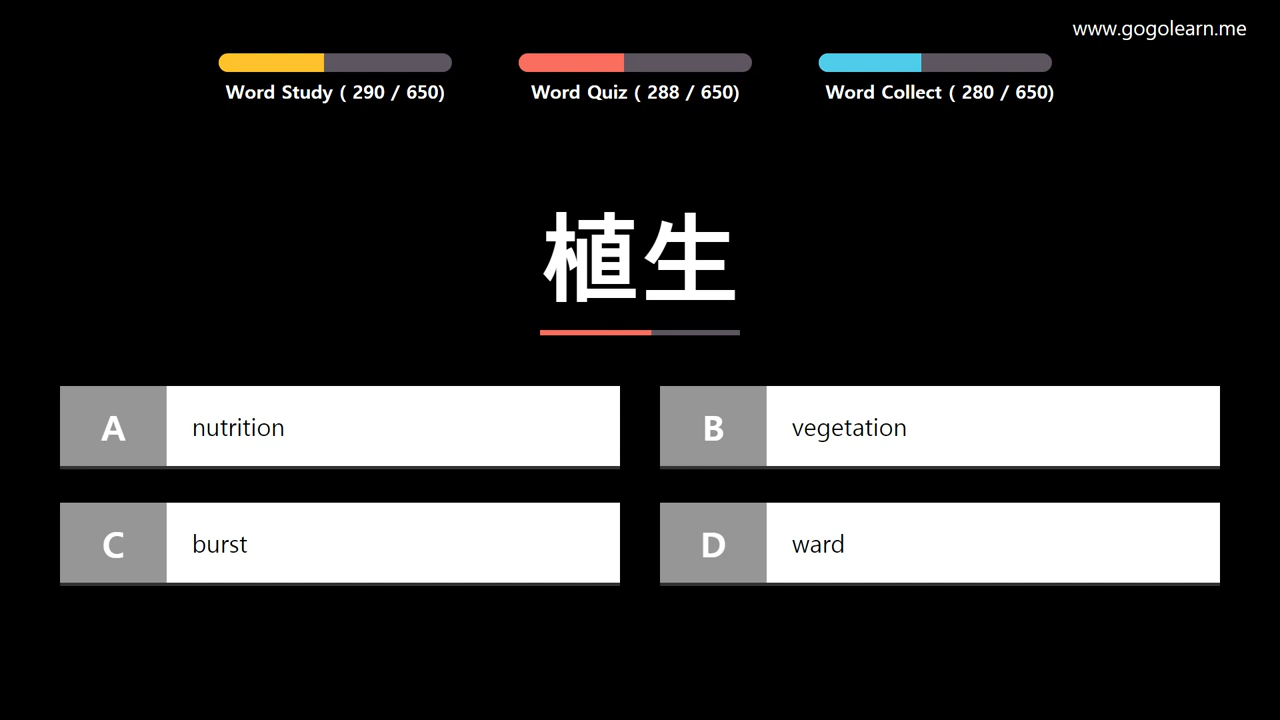 www.gogolearn.me
Word Study ( 290 / 650)
Word Quiz ( 288 / 650)
Word Collect ( 280 / 650)
植生
A
nutrition
B
vegetation
C
burst
D
ward